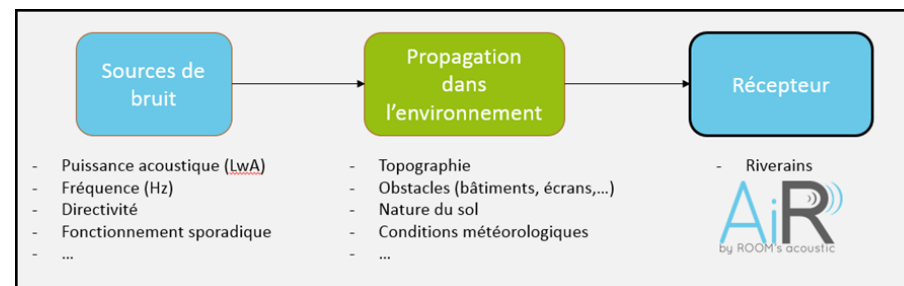 Sources de
bruit
Propagation
dans
l'environnement
Récepteur
- Puissance acoustique (LwA)
- Fréquence (Hz)
- Directivité
- Fonctionnement sporadique
- ...
- Topographie
- Obstacles (bâtiments, écrans,...)
- Nature du sol
- Conditions météorologiques
- ...
- Riverains
AiR
by ROOM's acoustic